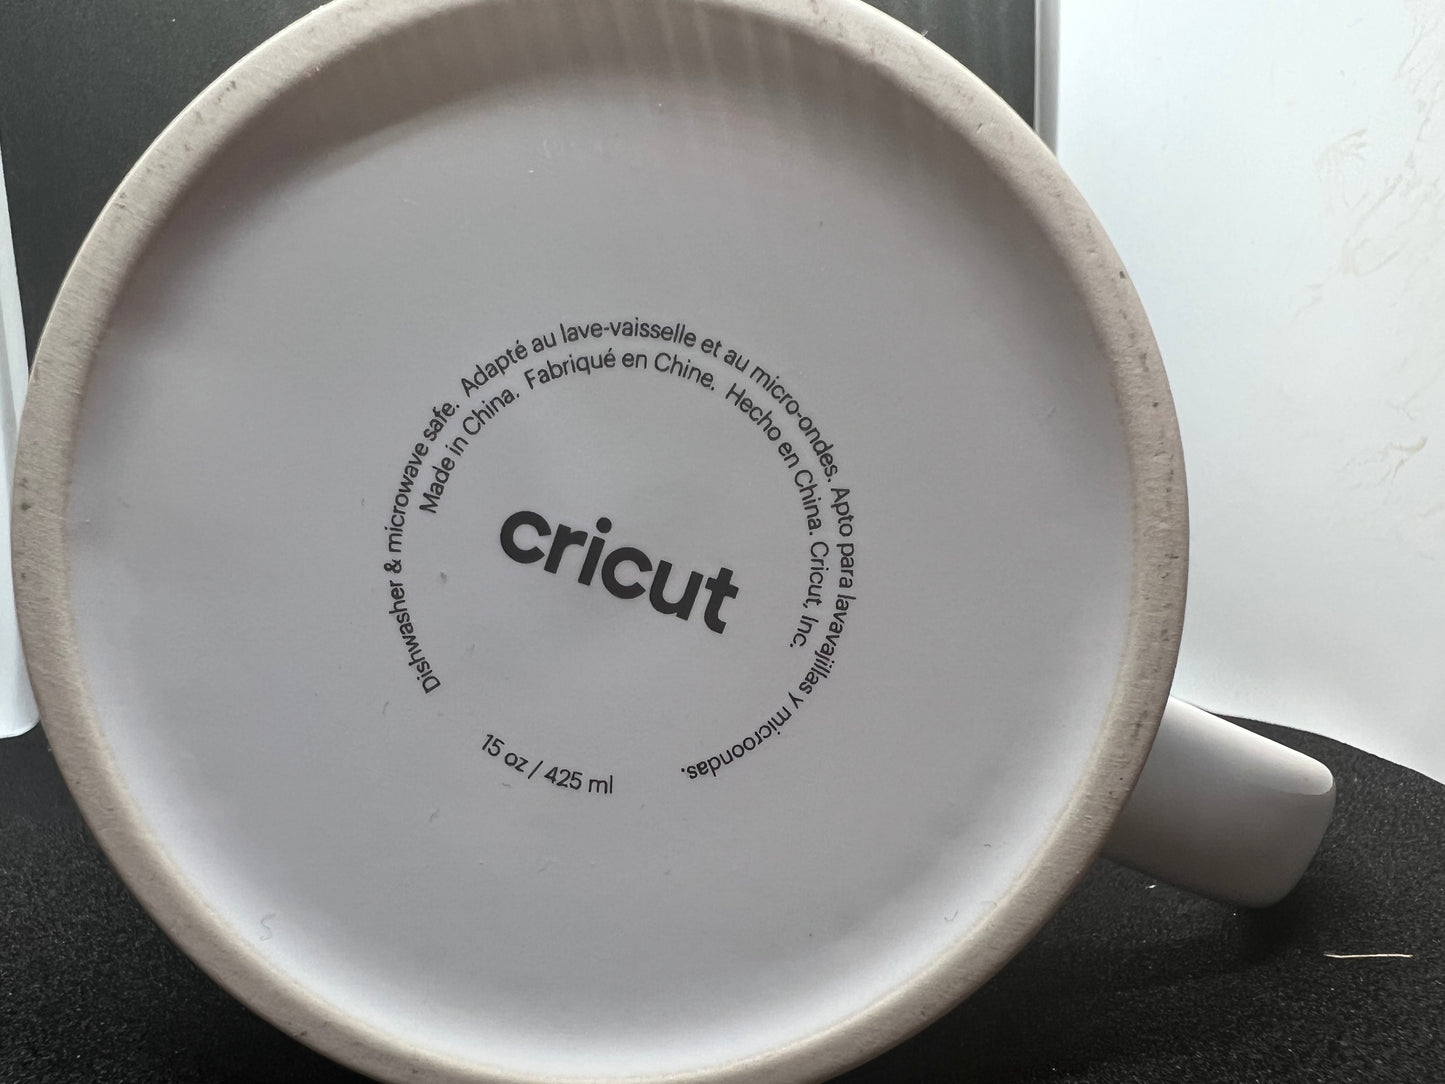 Dishwasher & microwave safe. Adapté au lave-vaisselle et au micro-ondes. Apto para lavavajillas y microondas.
Made in China. Fabriqué en Chine. Hecho en China. Cricut, Inc.
cricut
15 oz / 425 ml